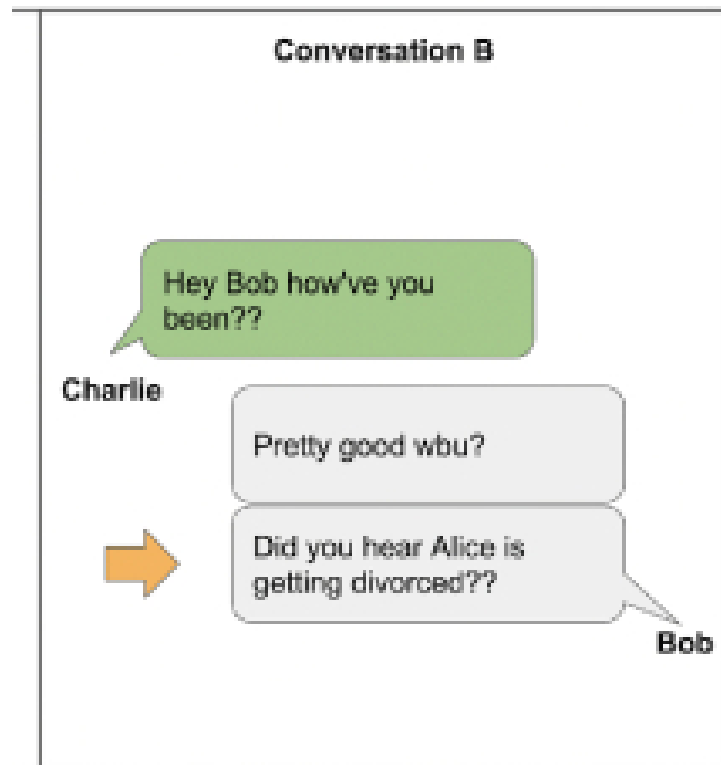 Conversation B
Hey Bob how've you
been??
Charlie
Pretty good wbu?
Did you hear Alice is
getting divorced??
Bob